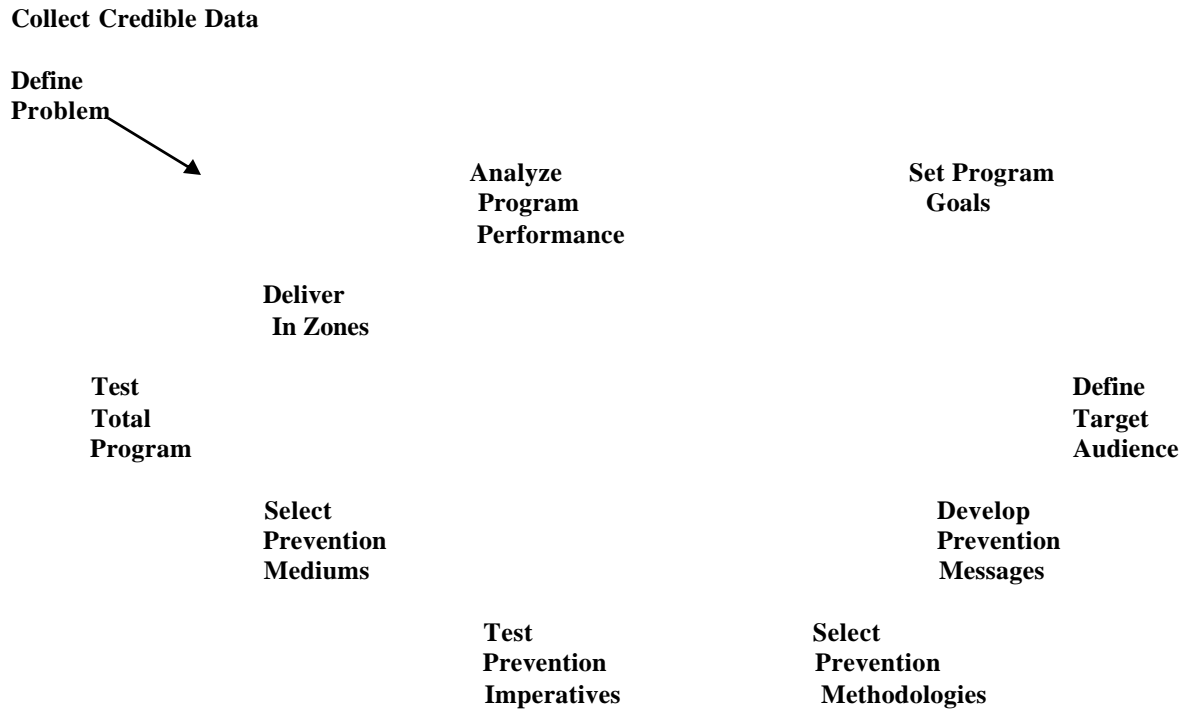 Collect Credible Data
Define
Problem
Analyze
Program
Performance
Set Program
Goals
Deliver
In Zones
Test
Total
Program
Define
Target
Audience
Select
Prevention
Mediums
Develop
Prevention
Messages
Test
Prevention
Imperatives
Select
Prevention
Methodologies